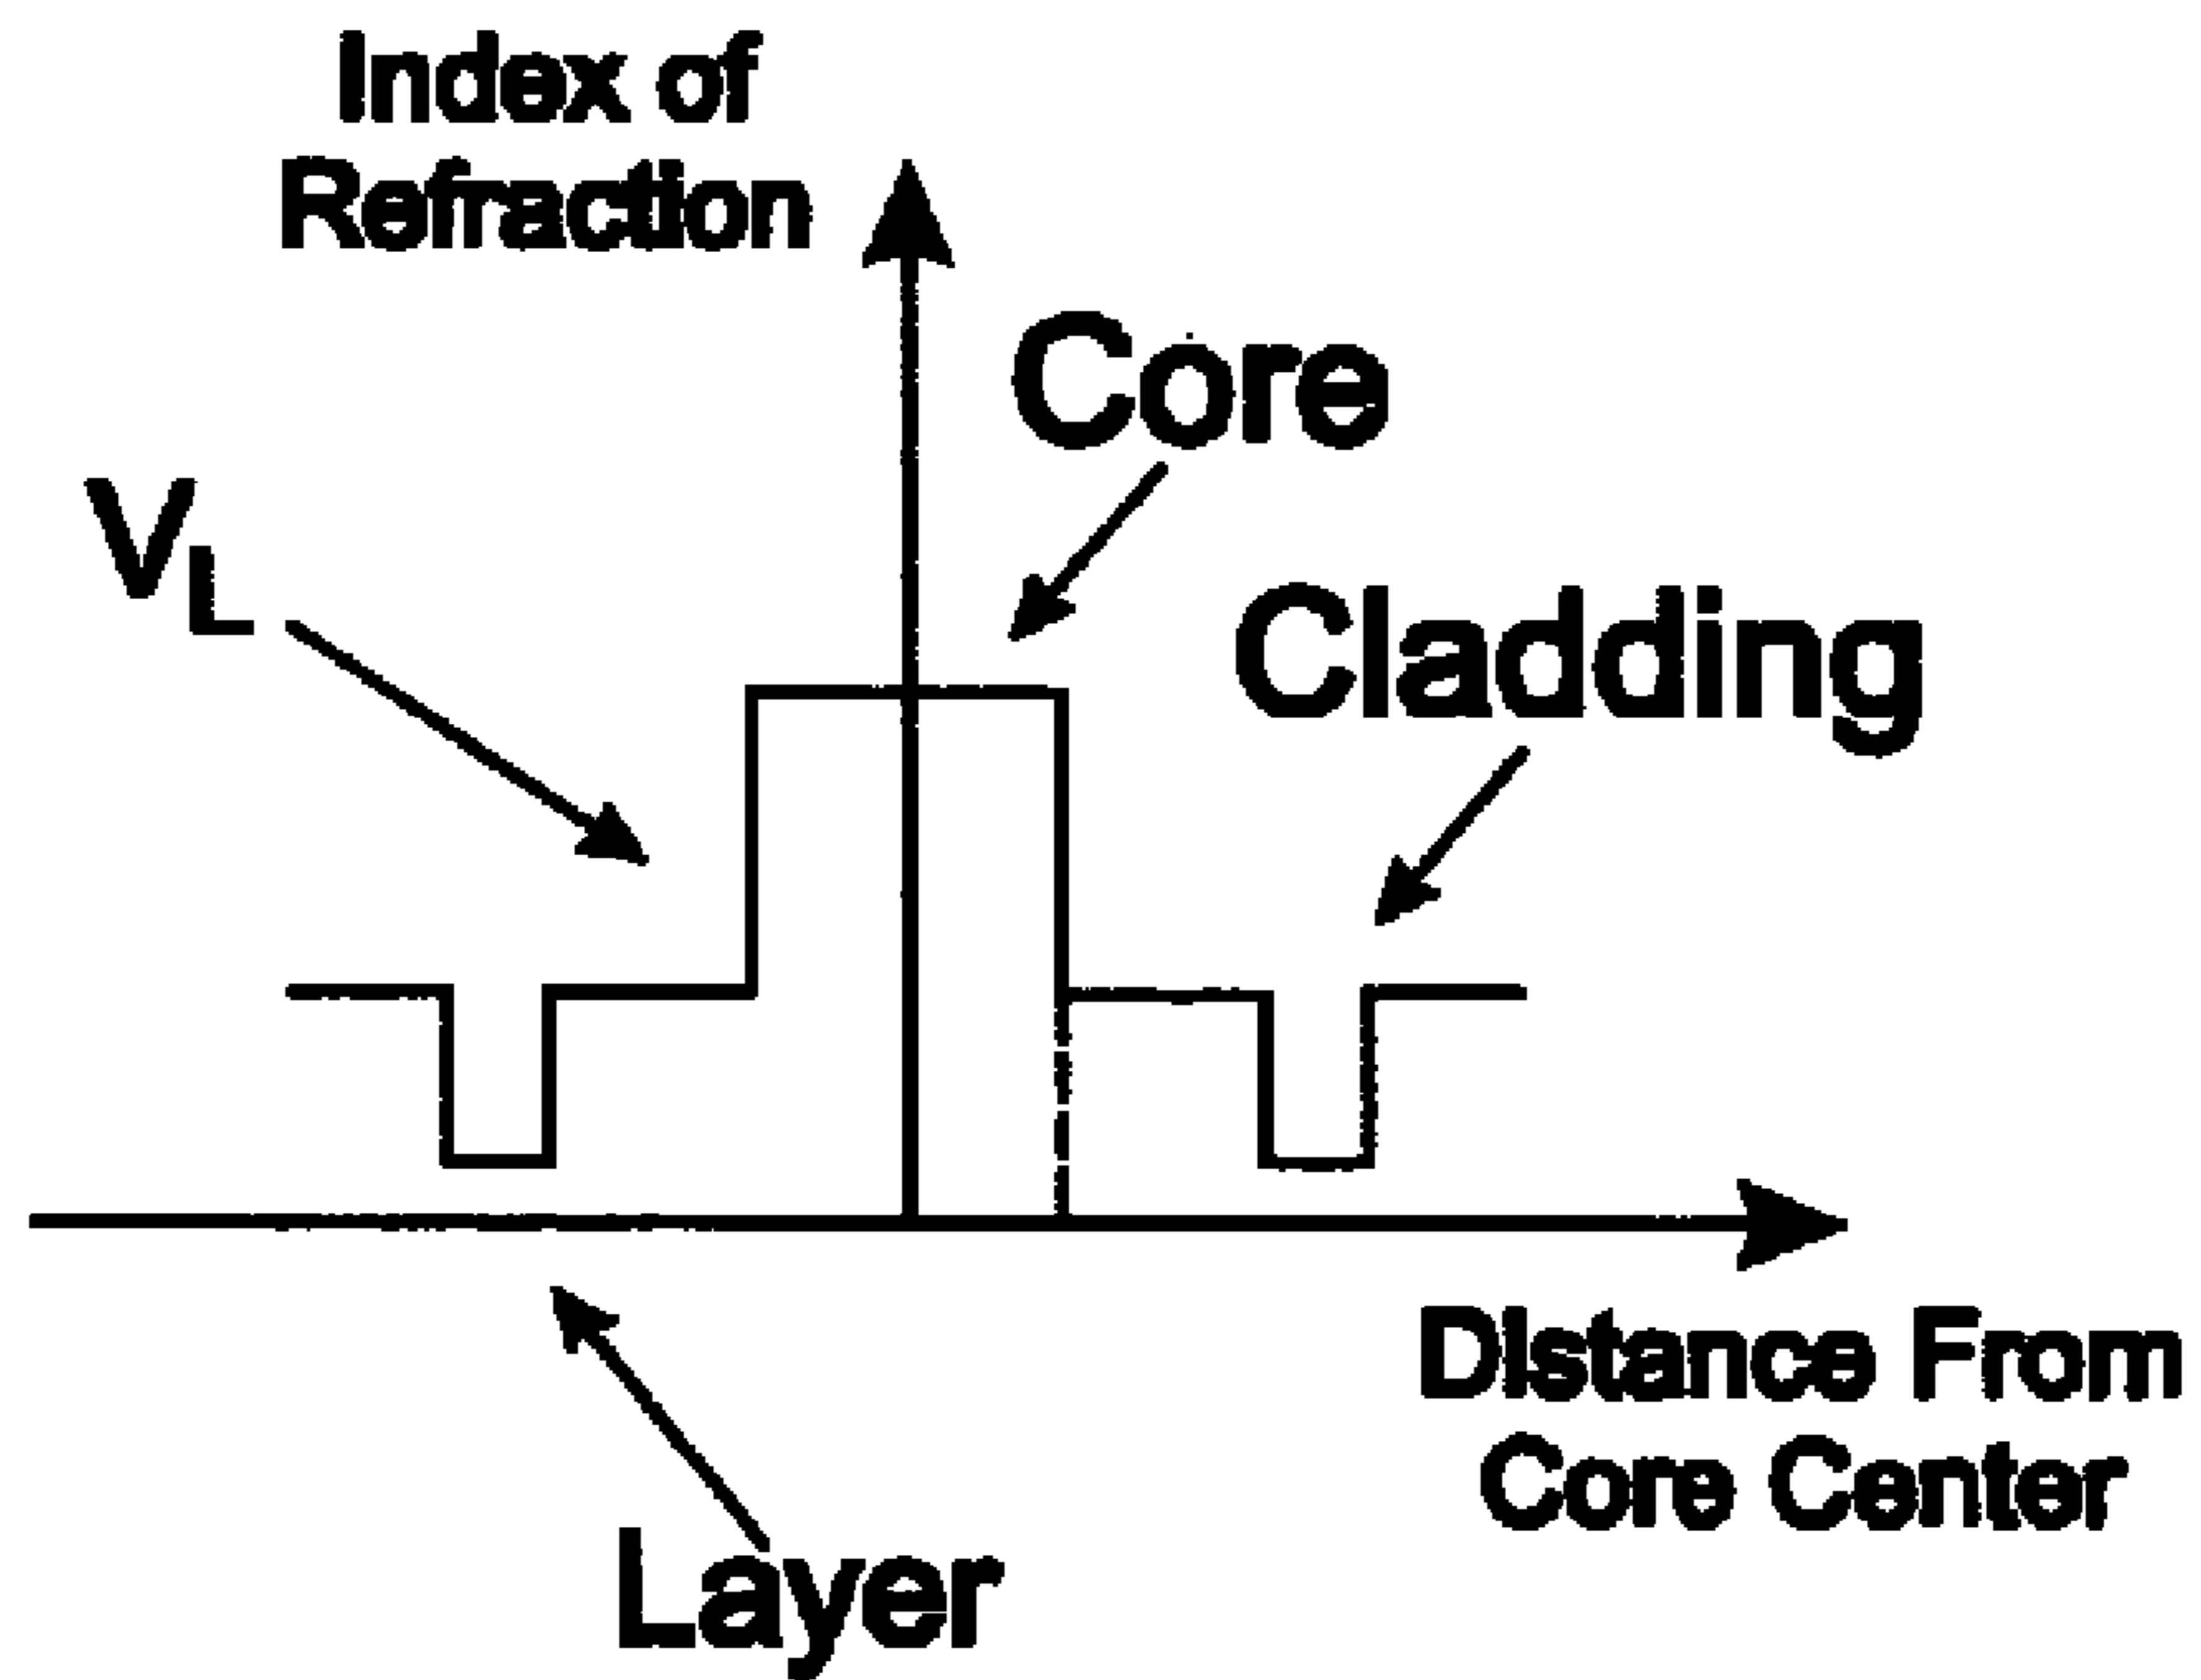 Index of
Refraction
Core
VL
Cladding
Distance From
Core Center
Layer